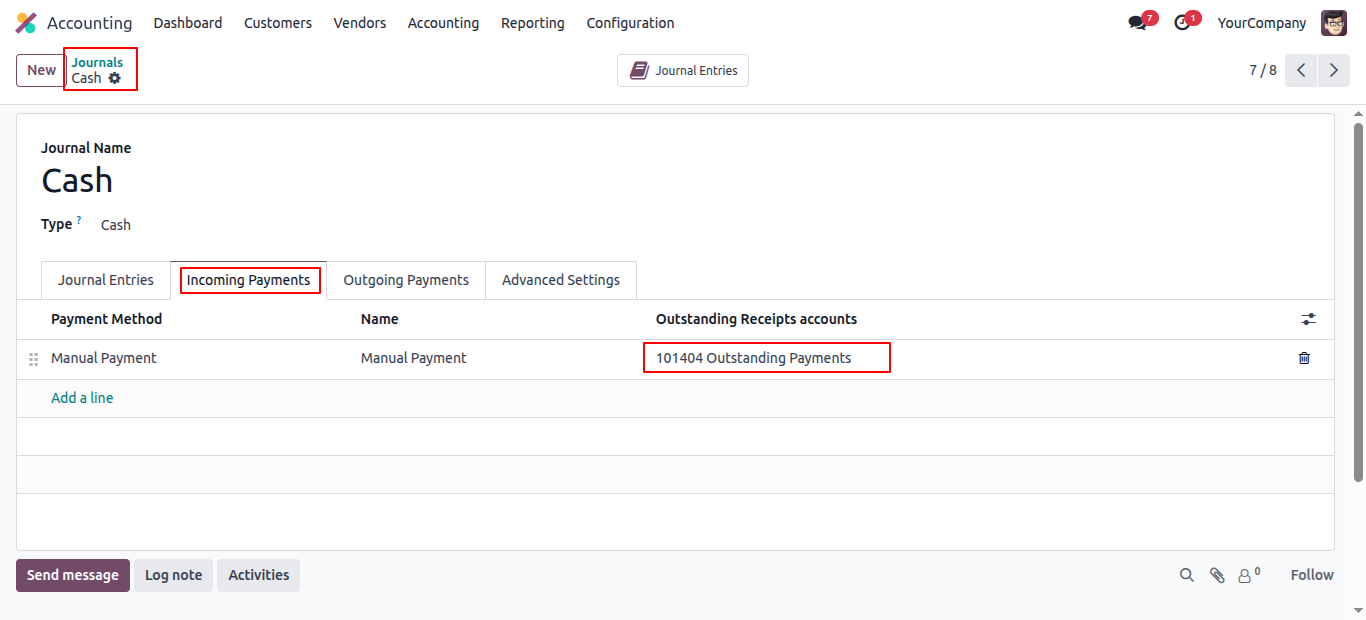 Accounting Dashboard Customers Vendors Accounting Reporting Configuration 7 1 YourCompany
New Journals
Cash
Journal Entries 7 / 8
Journal Name
Cash
Type ? Cash
Journal Entries Incoming Payments Outgoing Payments Advanced Settings
Payment Method Name Outstanding Receipts accounts
Manual Payment Manual Payment 101404 Outstanding Payments
Add a line
Send message Log note Activities 0 Follow